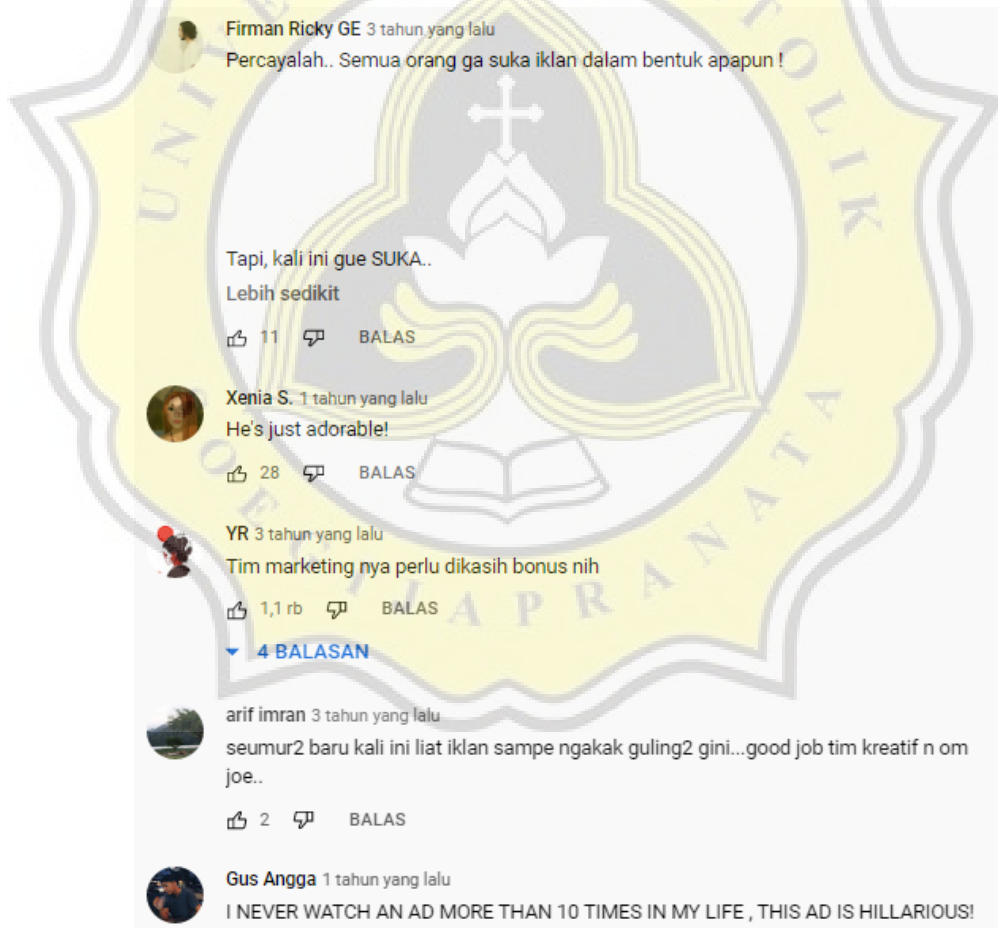 Firman Ricky GE 3 tahun yang lalu
Percayalah.. Semua orang ga suka iklan dalam bentuk apapun !
Tapi, kali ini gue SUKA..
Lebih sedikit
11 BALAS
Xenia S. 1 tahun yang lalu
He's just adorable!
28 BALAS
YR 3 tahun yang lalu
Tim marketing nya perlu dikasih bonus nih
1,1 rb BALAS
4 BALASAN
arif imran 3 tahun yang lalu
seumur2 baru kali ini liat iklan sampe ngakak guling2 gini...good job tim kreatif n om
joe..
2 BALAS
Gus Angga 1 tahun yang lalu
I NEVER WATCH AN AD MORE THAN 10 TIMES IN MY LIFE , THIS AD IS HILLARIOUS!